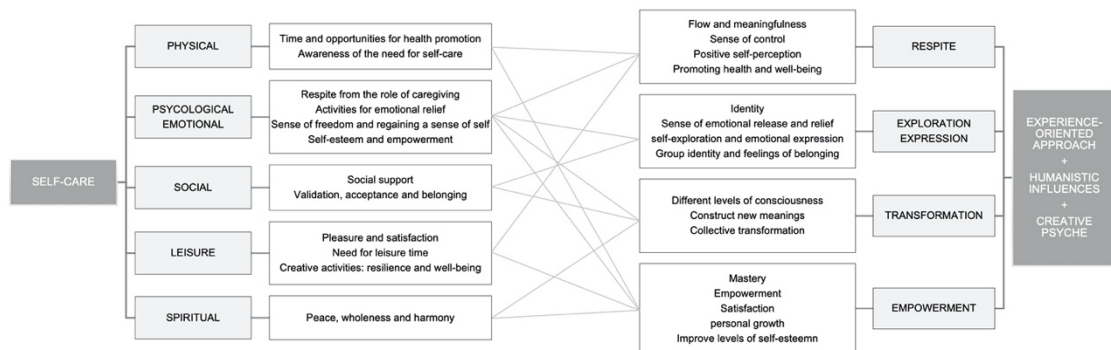 SELF-CARE
PHYSICAL
Time and opportunities for health promotion
Awareness of the need for self-care
PSYCOLOGICAL
EMOTIONAL
Respite from the role of caregiving
Activities for emotional relief
Sense of freedom and regaining a sense of self
Self-esteem and empowerment
SOCIAL
Social support
Validation, acceptance and belonging
LEISURE
Pleasure and satisfaction
Need for leisure time
Creative activities: resilience and well-being
SPIRITUAL
Peace, wholeness and harmony
Flow and meaningfulness
Sense of control
Positive self-perception
Promoting health and well-being
RESPITE
Identity
Sense of emotional release and relief
self-exploration and emotional expression
Group identity and feelings of belonging
EXPLORATION
EXPRESSION
Different levels of consciousness
Construct new meanings
Collective transformation
TRANSFORMATION
Mastery
Empowerment
Satisfaction
personal growth
Improve levels of self-esteemn
EMPOWERMENT
EXPERIENCE-
ORIENTED
APPROACH
+
HUMANISTIC
INFLUENCES
+
CREATIVE
PSYCHE